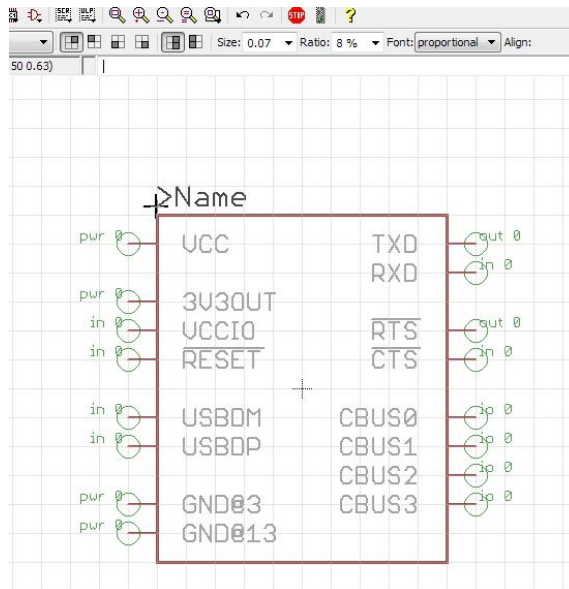 SCR ULP STOP ?
Size: 0.07 Ratio: 8 % Font: proportional Align:
50 0.63)
>Name
pwr 0 VCC TXD out 0
RXD in 0
pwr 0 3V3OUT
in 0 VCCIO RTS out 0
in 0 RESET CTS in 0
in 0 USBDM CBUS0 io 0
in 0 USBDP CBUS1 io 0
CBUS2 io 0
pwr 0 GND@3 CBUS3 io 0
pwr 0 GND@13